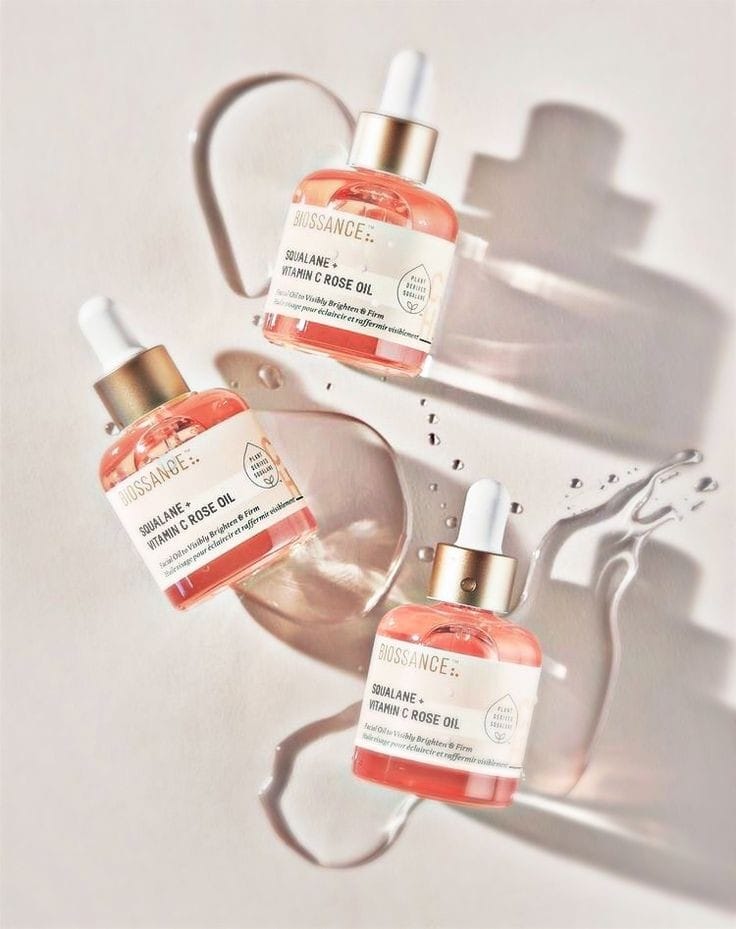 BIOSSANCE™
SQUALANE +
VITAMIN C ROSE OIL
Facial Oil to Visibly Brighten & Firm
Huile visage pour éclaircir et raffermir visiblement
PLANT
DERIVED
SQUALANE
BIOSSANCE™
SQUALANE +
VITAMIN C ROSE OIL
Facial Oil to Visibly Brighten & Firm
Huile visage pour éclaircir et raffermir visiblement
PLANT
DERIVED
SQUALANE
BIOSSANCE™
SQUALANE +
VITAMIN C ROSE OIL
Facial Oil to Visibly Brighten & Firm
Huile visage pour éclaircir et raffermir visiblement
PLANT
DERIVED
SQUALANE